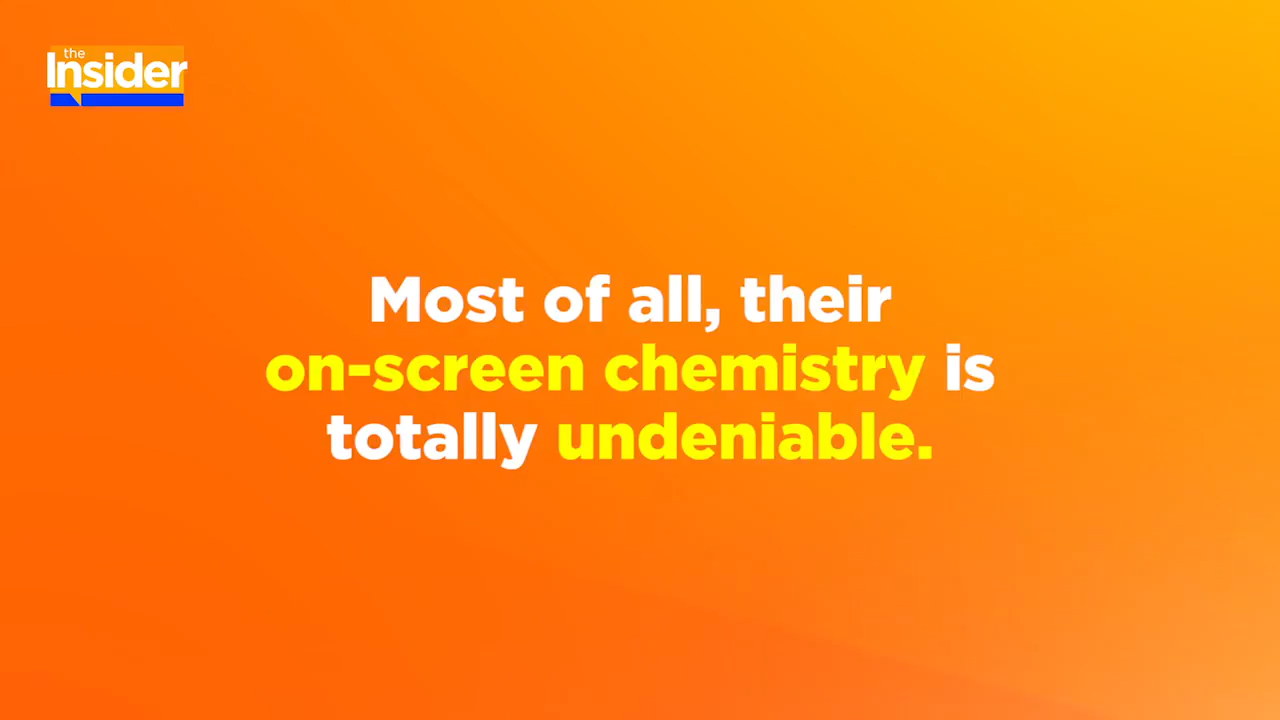 the
Insider
Most of all, their
on-screen chemistry is
totally undeniable.